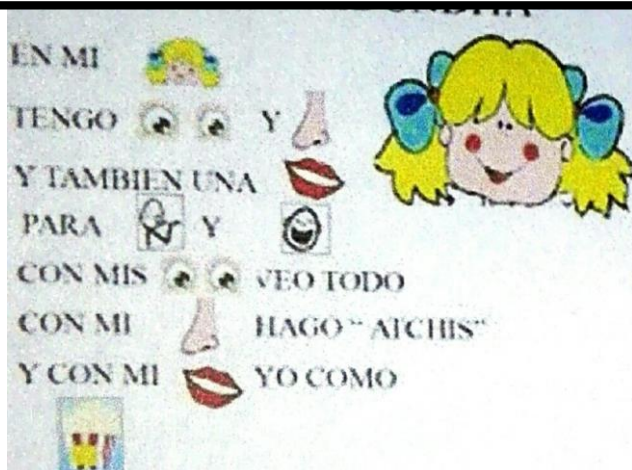 EN MI
TENGO Y
Y TAMBIEN UNA
PARA Y
CON MIS VEO TODO
CON MI HAGO " ATCHIS"
Y CON MI YO COMO